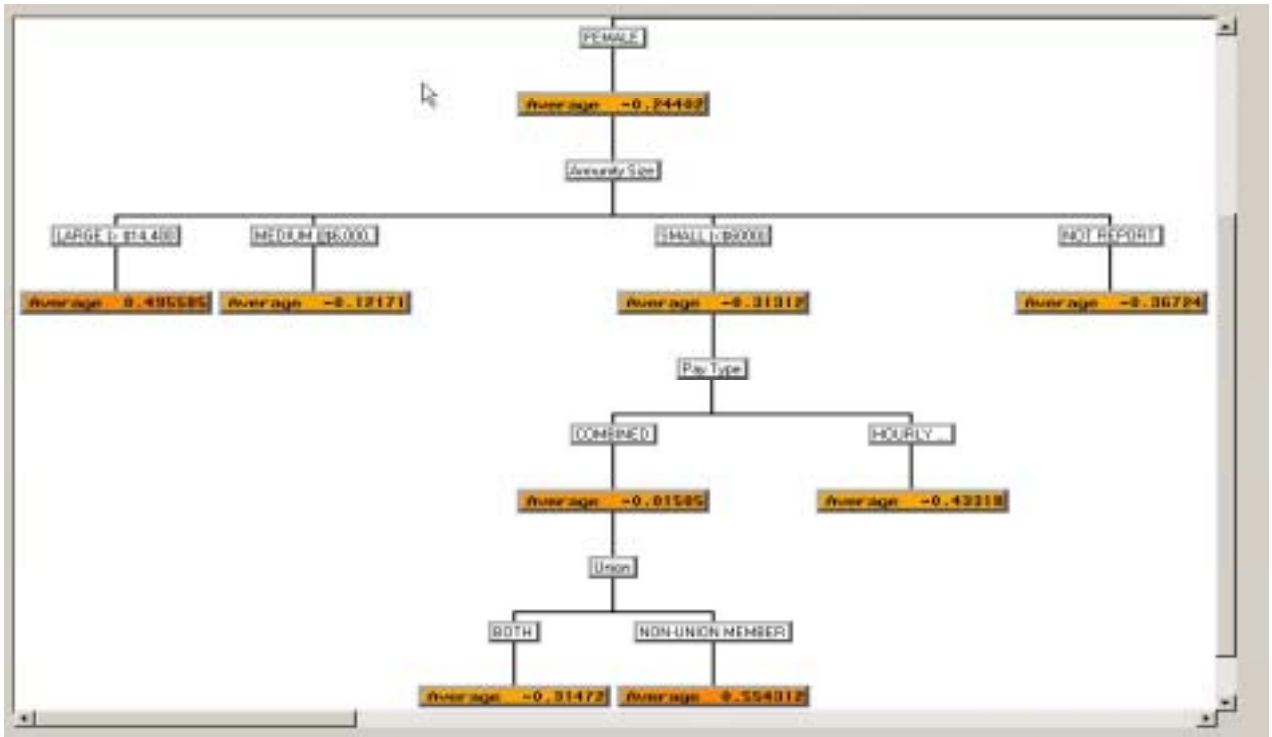 FEMALE
Average -0.24402
Annuity Size
LARGE (> $14,400) MEDIUM ($6,000.. SMALL (<$6000) NOT REPORT
Average 0.495585 Average -0.12171 Average -0.31312 Average -0.36724
Pay Type
COMBINED HOURLY ...
Average -0.01505 Average -0.43318
Union
BOTH NON-UNION MEMBER
Average -0.31472 Average 0.554312